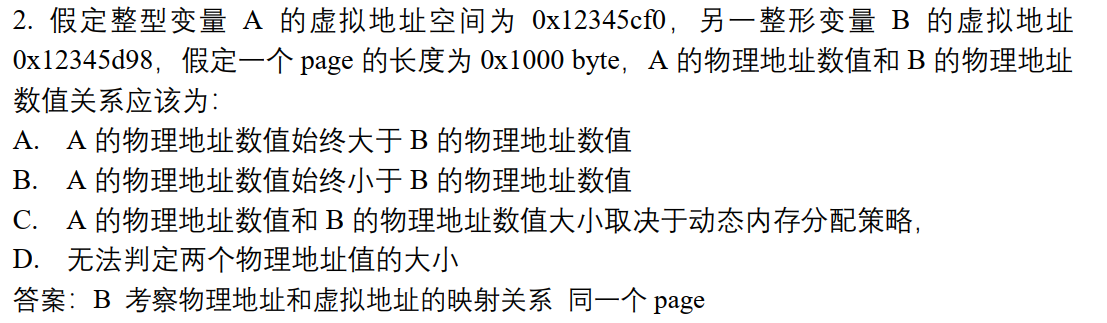 2. 假定整型变量 A 的虚拟地址空间为 0x12345cf0，另一整形变量 B 的虚拟地址
0x12345d98，假定一个 page 的长度为 0x1000 byte，A 的物理地址数值和 B 的物理地址
数值关系应该为：
A. A 的物理地址数值始终大于 B 的物理地址数值
B. A 的物理地址数值始终小于 B 的物理地址数值
C. A 的物理地址数值和 B 的物理地址数值大小取决于动态内存分配策略，
D. 无法判定两个物理地址值的大小
答案：B 考察物理地址和虚拟地址的映射关系 同一个 page